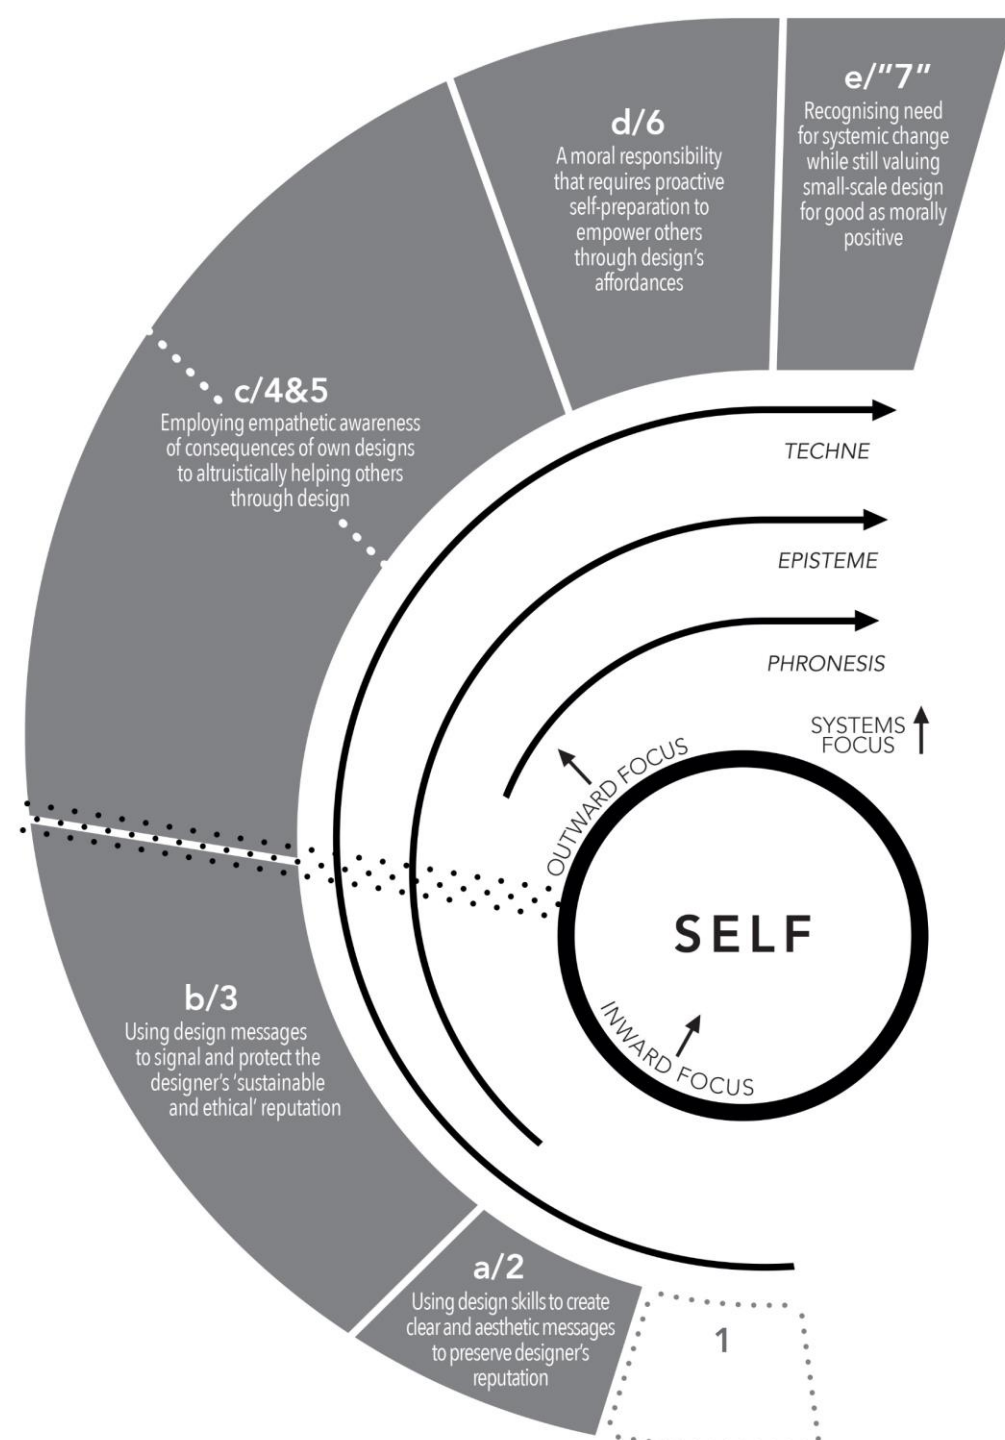 e/"7"
Recognising need
for systemic change
while still valuing
small-scale design
for good as morally
positive
d/6
A moral responsibility
that requires proactive
self-preparation to
empower others
through design's
affordances
c/4&5
Employing empathetic awareness
of consequences of own designs
to altruistically helping others
through design
TECHNE
EPISTEME
PHRONESIS
SYSTEMS
FOCUS
OUTWARD FOCUS
SELF
INWARD FOCUS
b/3
Using design messages
to signal and protect the
designer's 'sustainable
and ethical' reputation
a/2
Using design skills to create
clear and aesthetic messages
to preserve designer's
reputation
1